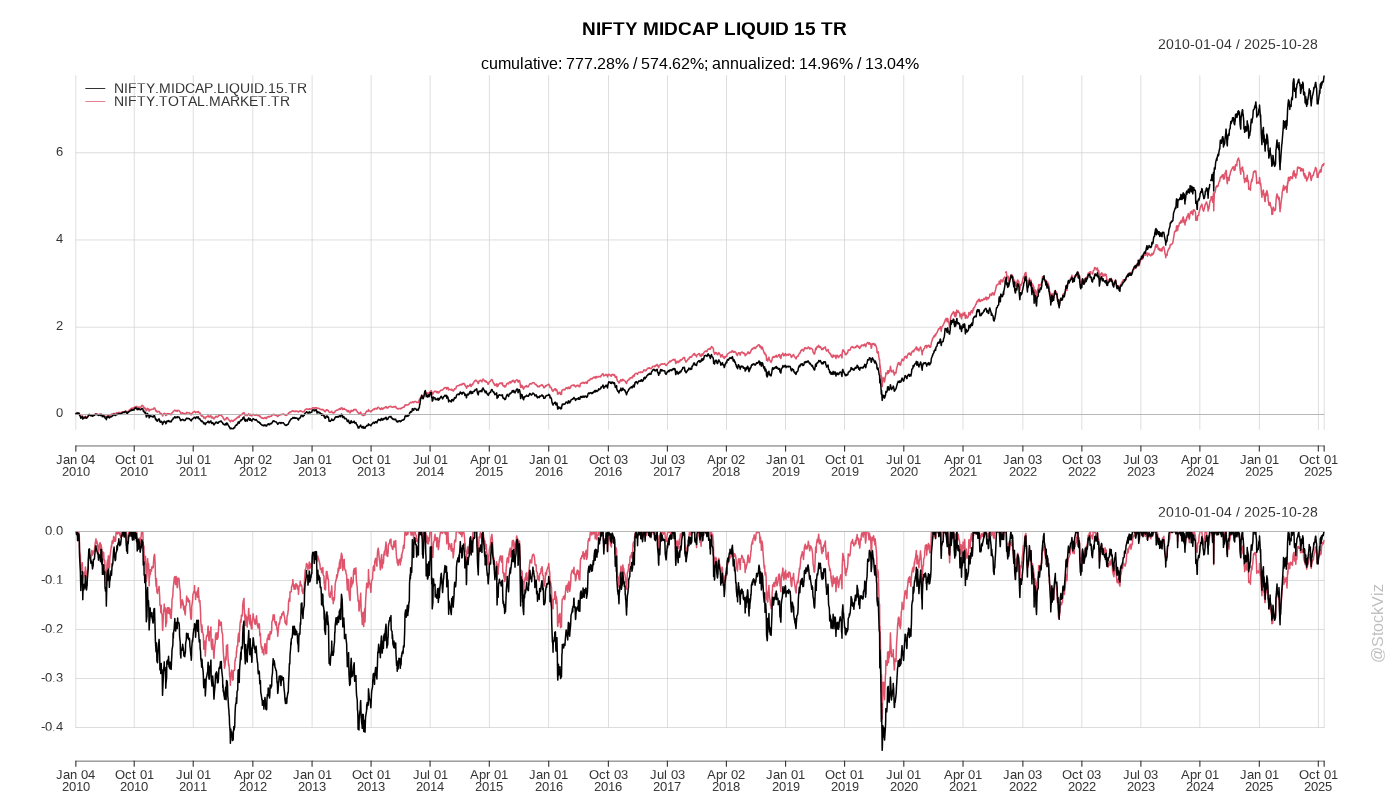 NIFTY MIDCAP LIQUID 15 TR
2010-01-04 / 2025-10-28
cumulative: 777.28% / 574.62%; annualized: 14.96% / 13.04%
NIFTY.MIDCAP.LIQUID.15.TR
NIFTY.TOTAL.MARKET.TR
6
4
2
0
Jan 04 Oct 01 Jul 01 Apr 02 Jan 01 Oct 01 Jul 01 Apr 01 Jan 01 Oct 03 Jul 03 Apr 02 Jan 01 Oct 01 Jul 01 Apr 01 Jan 03 Oct 03 Jul 03 Apr 01 Jan 01 Oct 01
2010 2010 2011 2012 2013 2013 2014 2015 2016 2016 2017 2018 2019 2019 2020 2021 2022 2022 2023 2024 2025 2025
2010-01-04 / 2025-10-28
0.0
-0.1
-0.2
-0.3
-0.4
Jan 04 Oct 01 Jul 01 Apr 02 Jan 01 Oct 01 Jul 01 Apr 01 Jan 01 Oct 03 Jul 03 Apr 02 Jan 01 Oct 01 Jul 01 Apr 01 Jan 03 Oct 03 Jul 03 Apr 01 Jan 01 Oct 01
2010 2010 2011 2012 2013 2013 2014 2015 2016 2016 2017 2018 2019 2019 2020 2021 2022 2022 2023 2024 2025 2025
@StockViz